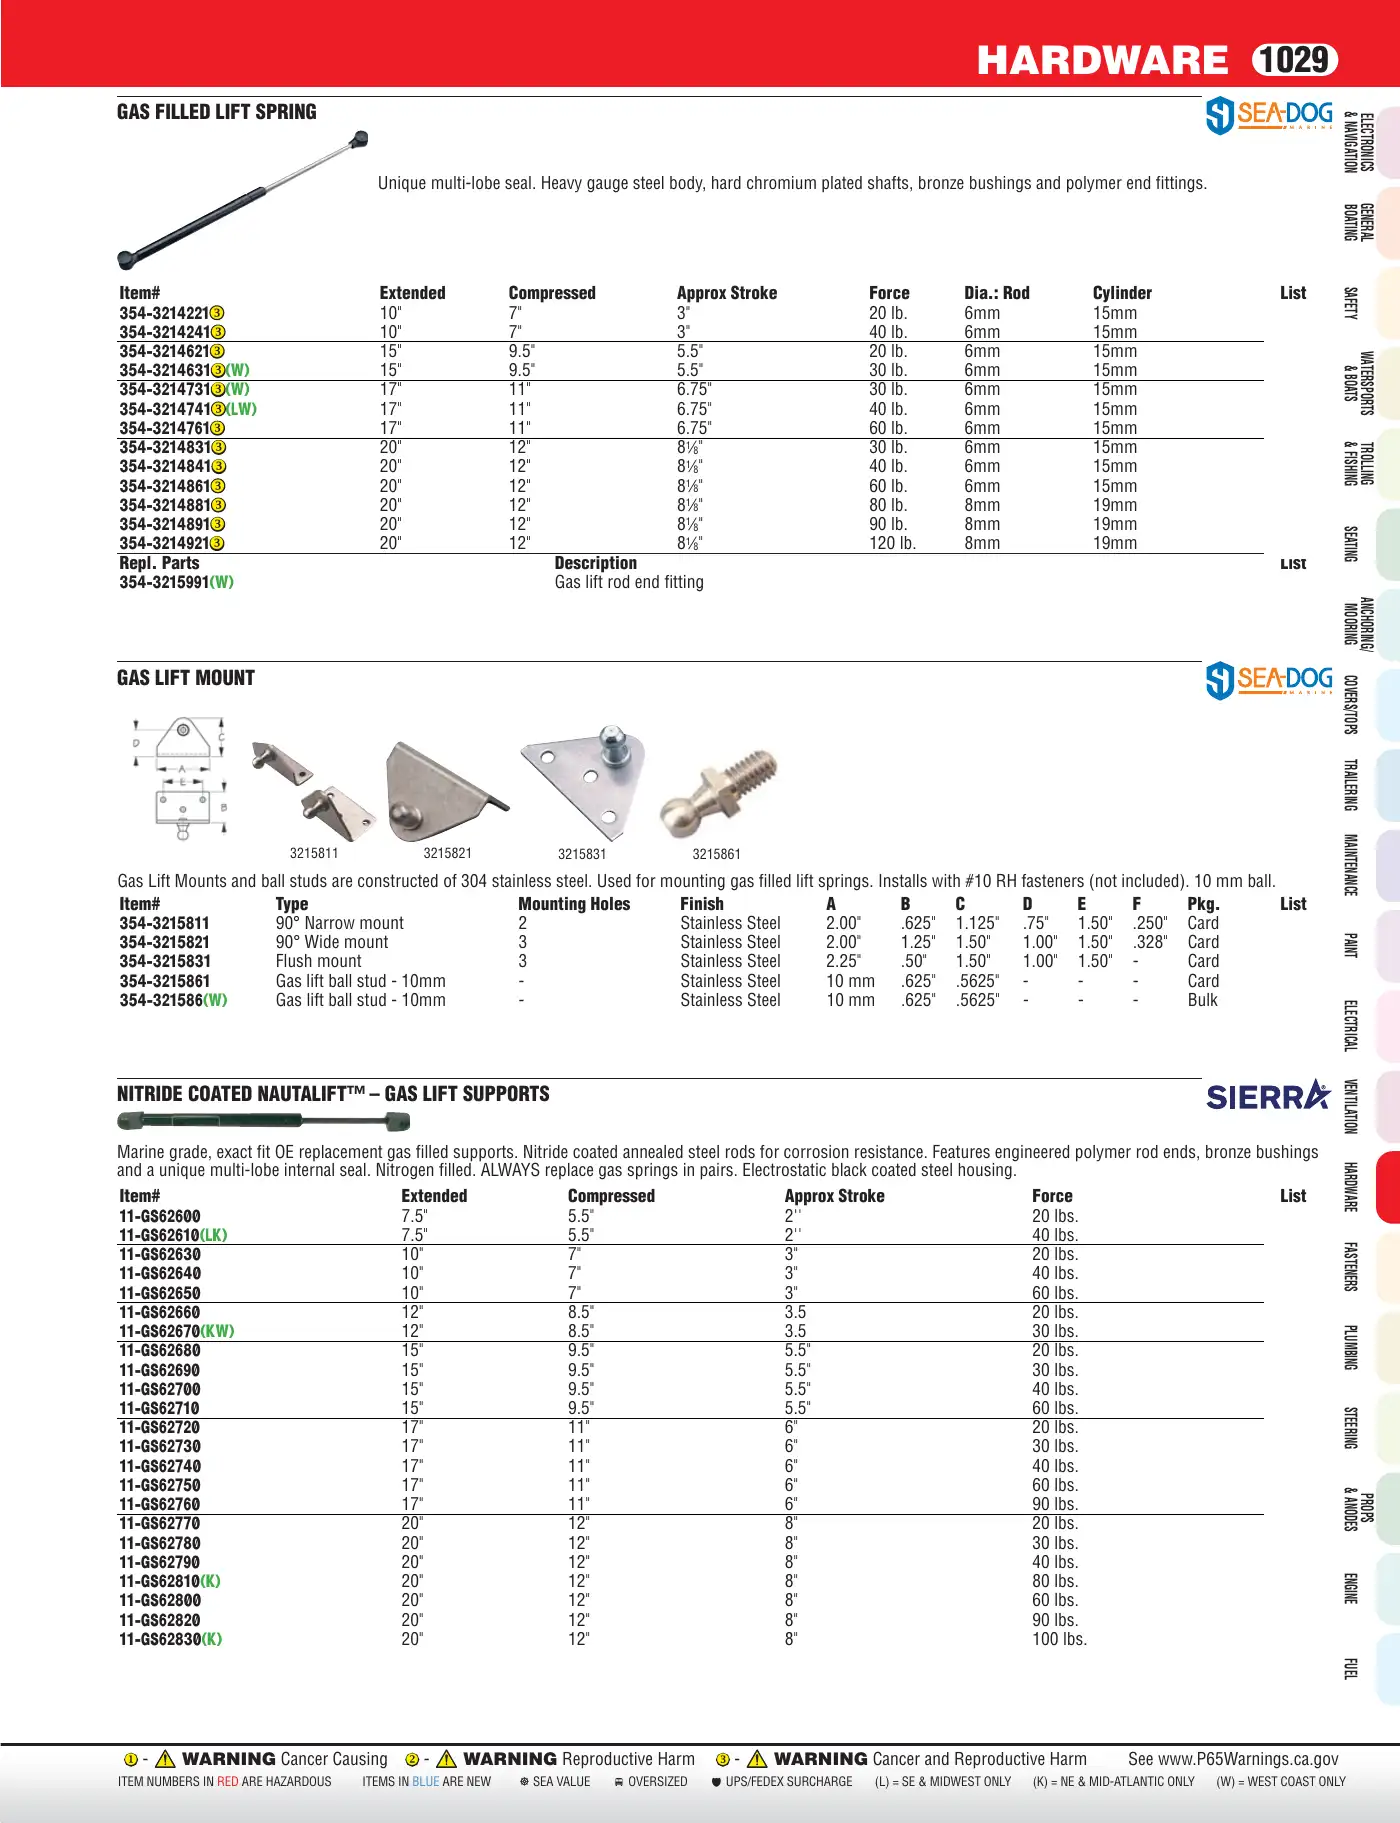 HARDWARE 1029
GAS FILLED LIFT SPRING
SEA-DOG
MARINE
Unique multi-lobe seal. Heavy gauge steel body, hard chromium plated shafts, bronze bushings and polymer end fittings.
Item# Extended Compressed Approx Stroke Force Dia.: Rod Cylinder List
354-3214221③ 10" 7" 3" 20 lb. 6mm 15mm
354-3214241③ 10" 7" 3" 40 lb. 6mm 15mm
354-3214621③ 15" 9.5" 5.5" 20 lb. 6mm 15mm
354-3214631③(W) 15" 9.5" 5.5" 30 lb. 6mm 15mm
354-3214731③(W) 17" 11" 6.75" 30 lb. 6mm 15mm
354-3214741③(LW) 17" 11" 6.75" 40 lb. 6mm 15mm
354-3214761③ 17" 11" 6.75" 60 lb. 6mm 15mm
354-3214831③ 20" 12" 8⅛" 30 lb. 6mm 15mm
354-3214841③ 20" 12" 8⅛" 40 lb. 6mm 15mm
354-3214861③ 20" 12" 8⅛" 60 lb. 6mm 15mm
354-3214881③ 20" 12" 8⅛" 80 lb. 8mm 19mm
354-3214891③ 20" 12" 8⅛" 90 lb. 8mm 19mm
354-3214921③ 20" 12" 8⅛" 120 lb. 8mm 19mm
Repl. Parts Description List
354-3215991(W) Gas lift rod end fitting
GAS LIFT MOUNT
SEA-DOG
MARINE
D C
A
E
B
3215811 3215821 3215831 3215861
Gas Lift Mounts and ball studs are constructed of 304 stainless steel. Used for mounting gas filled lift springs. Installs with #10 RH fasteners (not included). 10 mm ball.
Item# Type Mounting Holes Finish A B C D E F Pkg. List
354-3215811 90° Narrow mount 2 Stainless Steel 2.00" .625" 1.125" .75" 1.50" .250" Card
354-3215821 90° Wide mount 3 Stainless Steel 2.00" 1.25" 1.50" 1.00" 1.50" .328" Card
354-3215831 Flush mount 3 Stainless Steel 2.25" .50" 1.50" 1.00" 1.50" - Card
354-3215861 Gas lift ball stud - 10mm - Stainless Steel 10 mm .625" .5625" - - - Card
354-321586(W) Gas lift ball stud - 10mm - Stainless Steel 10 mm .625" .5625" - - - Bulk
NITRIDE COATED NAUTALIFT™ – GAS LIFT SUPPORTS
SIERRA®
Marine grade, exact fit OE replacement gas filled supports. Nitride coated annealed steel rods for corrosion resistance. Features engineered polymer rod ends, bronze bushings
and a unique multi-lobe internal seal. Nitrogen filled. ALWAYS replace gas springs in pairs. Electrostatic black coated steel housing.
Item# Extended Compressed Approx Stroke Force List
11-GS62600 7.5" 5.5" 2'' 20 lbs.
11-GS62610(LK) 7.5" 5.5" 2'' 40 lbs.
11-GS62630 10" 7" 3" 20 lbs.
11-GS62640 10" 7" 3" 40 lbs.
11-GS62650 10" 7" 3" 60 lbs.
11-GS62660 12" 8.5" 3.5 20 lbs.
11-GS62670(KW) 12" 8.5" 3.5 30 lbs.
11-GS62680 15" 9.5" 5.5" 20 lbs.
11-GS62690 15" 9.5" 5.5" 30 lbs.
11-GS62700 15" 9.5" 5.5" 40 lbs.
11-GS62710 15" 9.5" 5.5" 60 lbs.
11-GS62720 17" 11" 6" 20 lbs.
11-GS62730 17" 11" 6" 30 lbs.
11-GS62740 17" 11" 6" 40 lbs.
11-GS62750 17" 11" 6" 60 lbs.
11-GS62760 17" 11" 6" 90 lbs.
11-GS62770 20" 12" 8" 20 lbs.
11-GS62780 20" 12" 8" 30 lbs.
11-GS62790 20" 12" 8" 40 lbs.
11-GS62810(K) 20" 12" 8" 80 lbs.
11-GS62800 20" 12" 8" 60 lbs.
11-GS62820 20" 12" 8" 90 lbs.
11-GS62830(K) 20" 12" 8" 100 lbs.
ELECTRONICS
& NAVIGATION
GENERAL
BOATING
SAFETY
WATERSPORTS
& BOATS
TROLLING
& FISHING
SEATING
ANCHORING/
MOORING
COVERS/TOPS
TRAILERING
MAINTENANCE
PAINT
ELECTRICAL
VENTILATION
HARDWARE
FASTENERS
PLUMBING
STEERING
PROPS
& ANODES
ENGINE
FUEL
① - ⚠ WARNING Cancer Causing ② - ⚠ WARNING Reproductive Harm ③ - ⚠ WARNING Cancer and Reproductive Harm See www.P65Warnings.ca.gov
ITEM NUMBERS IN RED ARE HAZARDOUS ITEMS IN BLUE ARE NEW SEA VALUE OVERSIZED UPS/FEDEX SURCHARGE (L) = SE & MIDWEST ONLY (K) = NE & MID-ATLANTIC ONLY (W) = WEST COAST ONLY